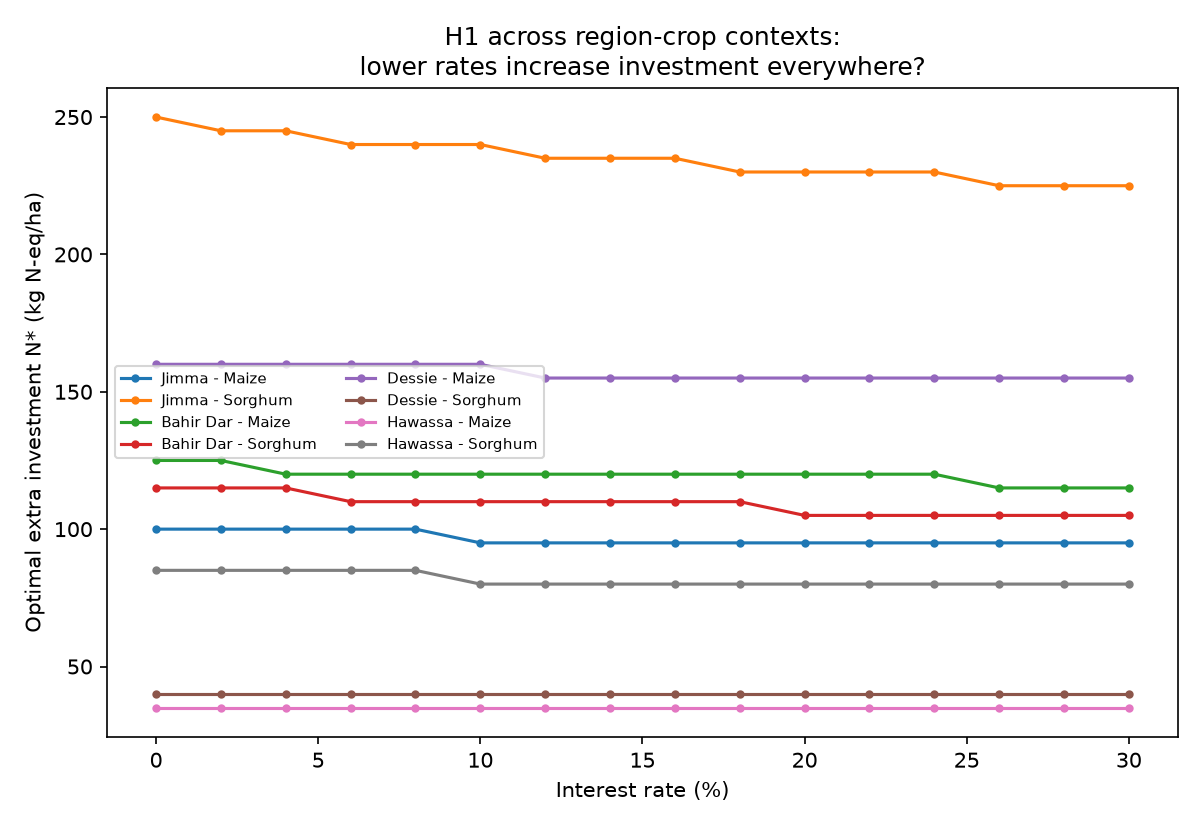 H1 across region-crop contexts:
lower rates increase investment everywhere?
Optimal extra investment N* (kg N-eq/ha)
250
200
150
100
50
Jimma - Maize
Jimma - Sorghum
Bahir Dar - Maize
Bahir Dar - Sorghum
Dessie - Maize
Dessie - Sorghum
Hawassa - Maize
Hawassa - Sorghum
0 5 10 15 20 25 30
Interest rate (%)